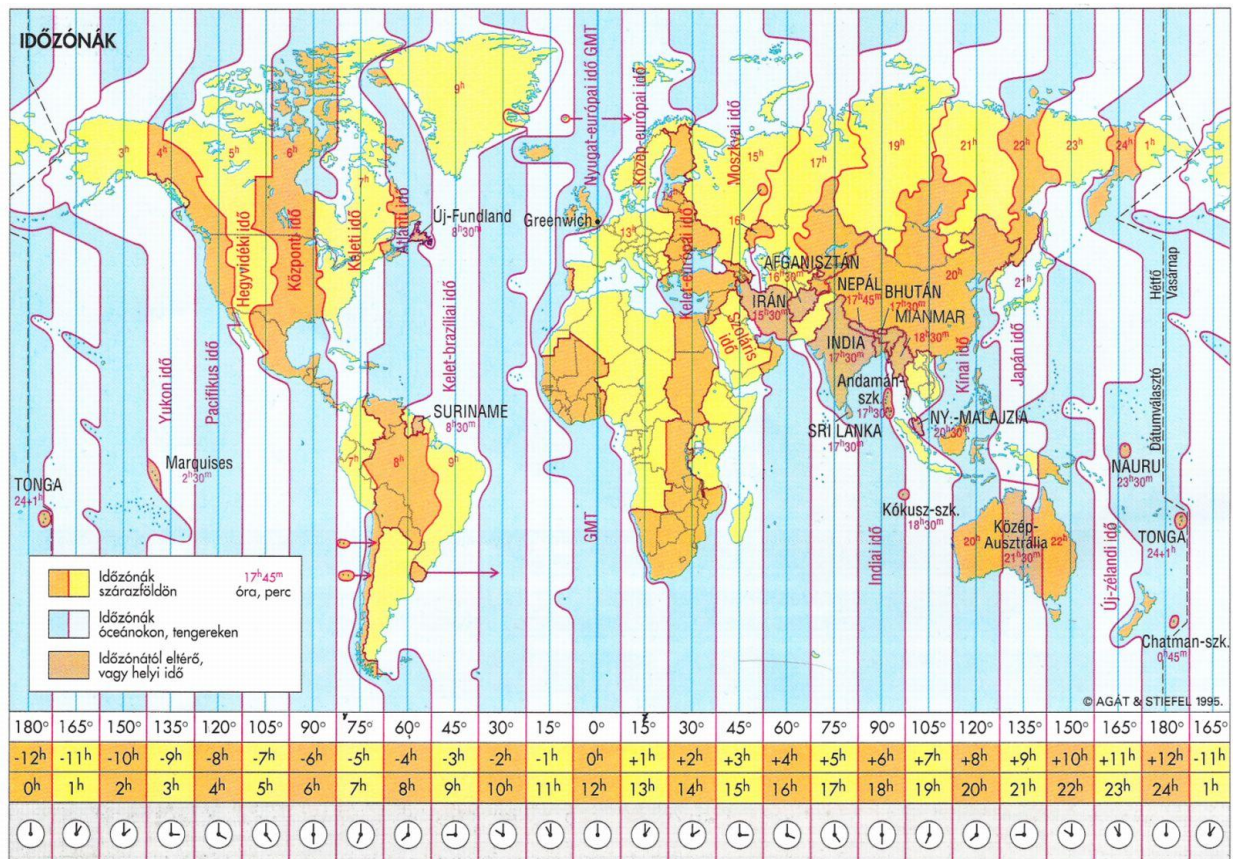 IDŐZÓNÁK
3ʰ
4ʰ
5ʰ
6ʰ
7ʰ
9ʰ
Új-Fundland
8ʰ30ᵐ
Hegyvidéki idő
Központi idő
Keleti idő
Atlanti idő
Yukon idő
Pacifikus idő
Kelet-brazíliai idő
SURINAME
8ʰ30ᵐ
7ʰ
8ʰ
9ʰ
Marquises
2ʰ30ᵐ
TONGA
24+1ʰ
Nyugat-európai idő GMT
Közép-európai idő
Kelet-európai idő
Moszkvai idő
Greenwich
13ʰ
14ʰ
15ʰ
16ʰ
17ʰ
19ʰ
21ʰ
22ʰ
23ʰ
24ʰ
1ʰ
AFGANISZTÁN
16ʰ30ᵐ
IRÁN
15ʰ30ᵐ
NEPÁL
17ʰ45ᵐ
BHUTÁN
17ʰ30ᵐ
MIANMAR
18ʰ30ᵐ
INDIA
17ʰ30ᵐ
Szoláris idő
Andamán-szk.
17ʰ30ᵐ
SRI LANKA
17ʰ30ᵐ
NY.-MALAJZIA
20ʰ30ᵐ
20ʰ
21ʰ
Kínai idő
Japán idő
Hétfő
Vasárnap
Dátumválasztó
NAURU
23ʰ30ᵐ
Kókusz-szk.
18ʰ30ᵐ
20ʰ
Közép-Ausztrália
21ʰ30ᵐ
22ʰ
TONGA
24+1ʰ
GMT
Indiai idő
Új-zélandi idő
Chatman-szk.
0ʰ45ᵐ
Időzónák
szárazföldön
17ʰ45ᵐ
óra, perc
Időzónák
óceánokon, tengereken
Időzónától eltérő,
vagy helyi idő
© AGÁT & STIEFEL 1995.
180° 165° 150° 135° 120° 105° 90° 75° 60° 45° 30° 15° 0° 15° 30° 45° 60° 75° 90° 105° 120° 135° 150° 165° 180° 165°
-12ʰ -11ʰ -10ʰ -9ʰ -8ʰ -7ʰ -6ʰ -5ʰ -4ʰ -3ʰ -2ʰ -1ʰ 0ʰ +1ʰ +2ʰ +3ʰ +4ʰ +5ʰ +6ʰ +7ʰ +8ʰ +9ʰ +10ʰ +11ʰ +12ʰ -11ʰ
0ʰ 1ʰ 2ʰ 3ʰ 4ʰ 5ʰ 6ʰ 7ʰ 8ʰ 9ʰ 10ʰ 11ʰ 12ʰ 13ʰ 14ʰ 15ʰ 16ʰ 17ʰ 18ʰ 19ʰ 20ʰ 21ʰ 22ʰ 23ʰ 24ʰ 1ʰ